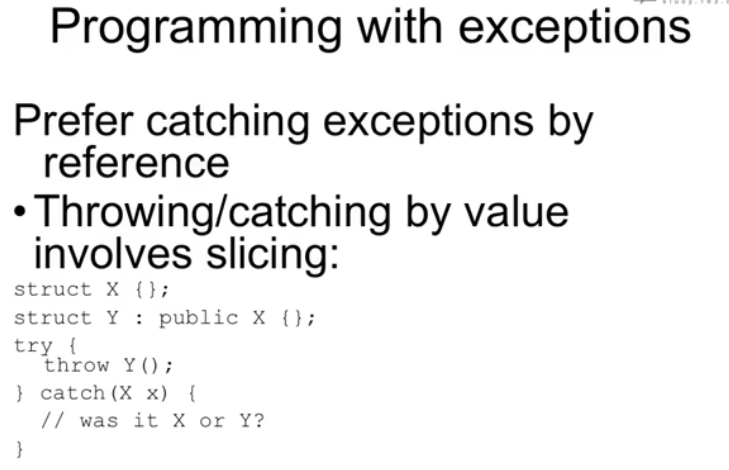 Programming with exceptions
Prefer catching exceptions by
reference
•Throwing/catching by value
involves slicing:
struct X {};
struct Y : public X {};
try {
throw Y();
} catch(X x) {
// was it X or Y?
}